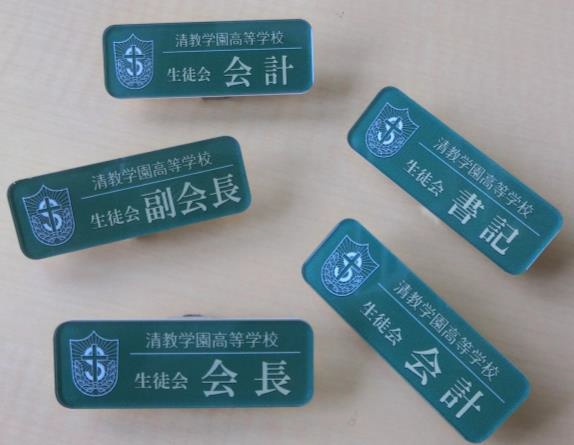 清教学園高等学校
生徒会 会計
清教学園高等学校
生徒会 書記
清教学園高等学校
生徒会 副会長
清教学園高等学校
生徒会 会計
清教学園高等学校
生徒会 会長